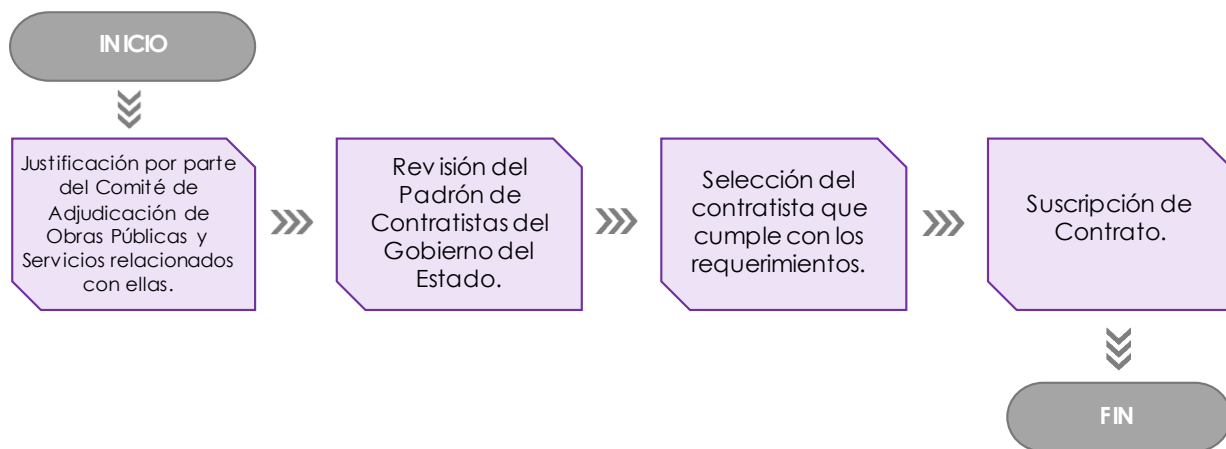 INICIO
Justificación por parte
del Comité de
Adjudicación de
Obras Públicas y
Servicios relacionados
con ellas.
Revisión del
Padrón de
Contratistas del
Gobierno del
Estado.
Selección del
contratista que
cumple con los
requerimientos.
Suscripción de
Contrato.
FIN